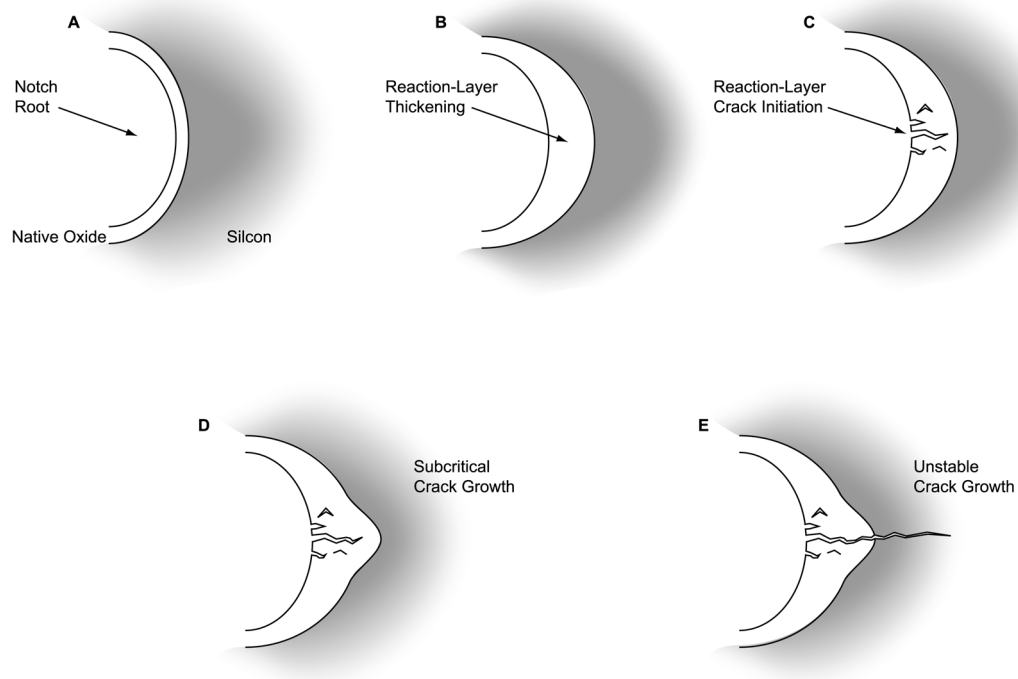 A
Notch
Root
Native Oxide
Silcon
B
Reaction-Layer
Thickening
C
Reaction-Layer
Crack Initiation
D
Subcritical
Crack Growth
E
Unstable
Crack Growth